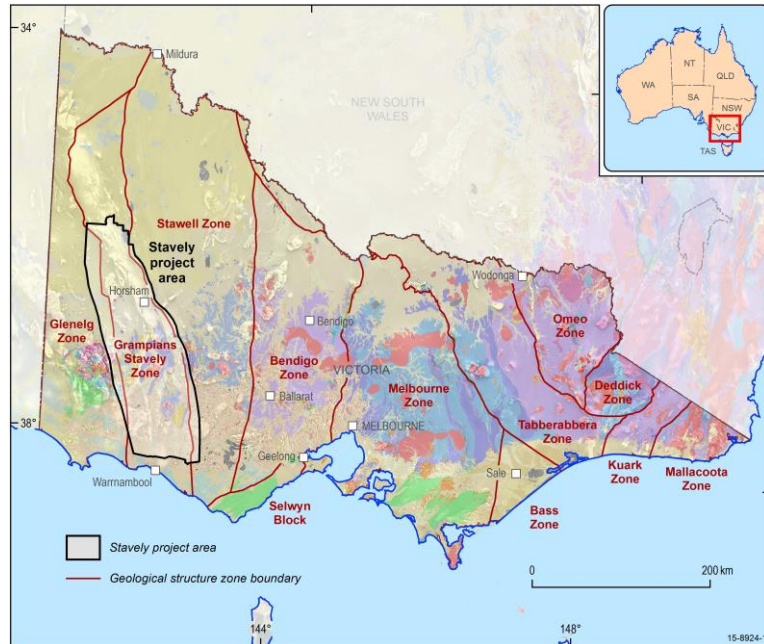 34°
Mildura
NEW SOUTH
WALES
WA
NT
QLD
SA
NSW
VIC
TAS
Stawell Zone
Stavely
project
area
Wodonga
Horsham
Glenelg
Zone
Grampians
Stavely
Zone
Bendigo
Omeo
Zone
Bendigo
Zone
VICTORIA
Melbourne
Zone
Deddick
Zone
Ballarat
38°
MELBOURNE
Tabberabbera
Zone
Geelong
Sale
Warrnambool
Kuark
Zone
Mallacoota
Zone
Selwyn
Block
Bass
Zone
Stavely project area
Geological structure zone boundary
0
200 km
144°
148°
15-8924-1